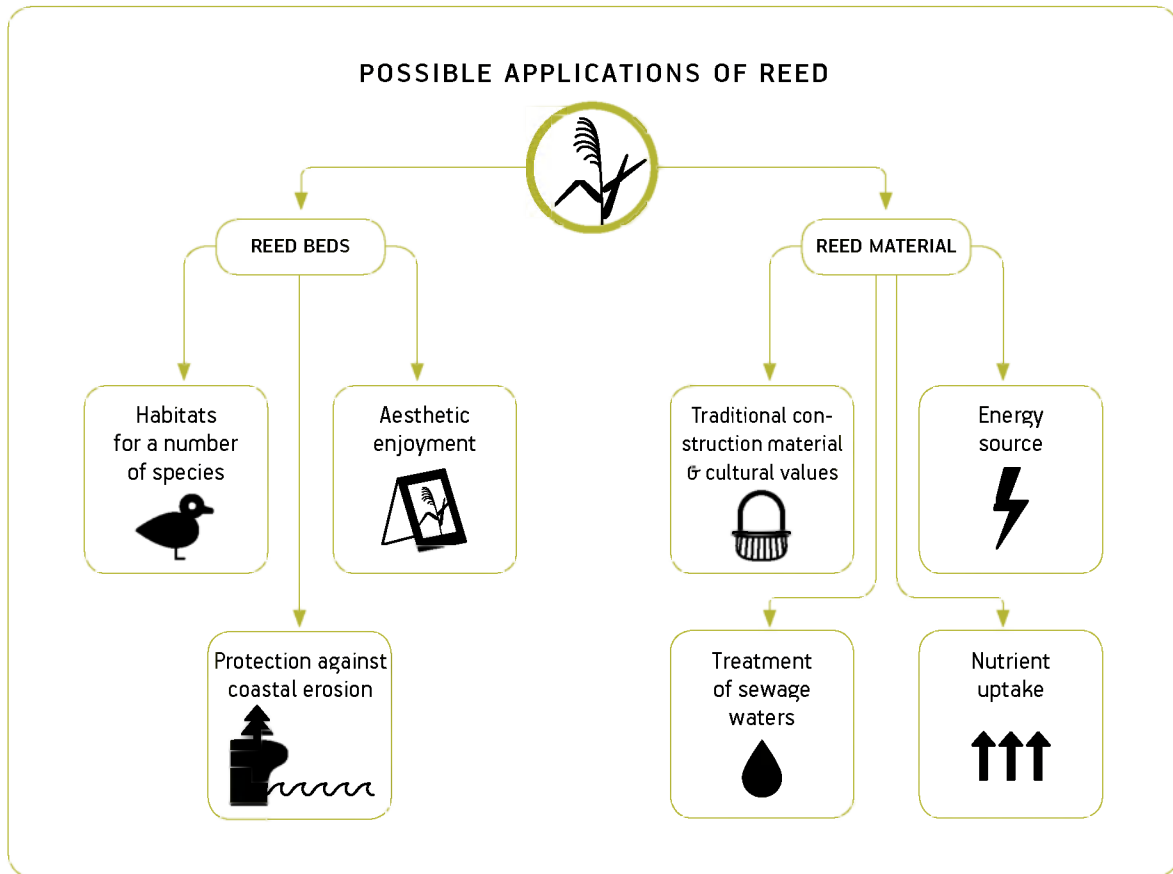 POSSIBLE APPLICATIONS OF REED
REED BEDS
REED MATERIAL
Habitats
for a number
of species
Aesthetic
enjoyment
Protection against
coastal erosion
Traditional con-
struction material
& cultural values
Energy
source
Treatment
of sewage
waters
Nutrient
uptake